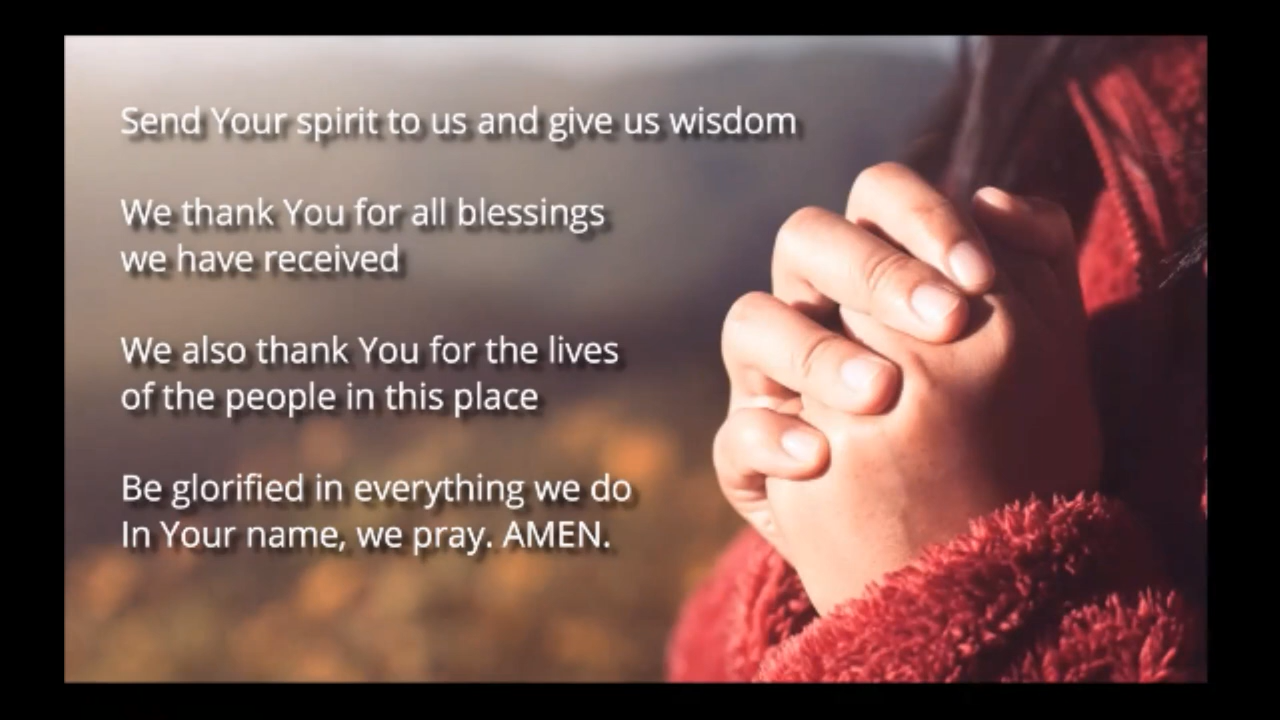 Send Your spirit to us and give us wisdom
We thank You for all blessings
we have received
We also thank You for the lives
of the people in this place
Be glorified in everything we do
In Your name, we pray. AMEN.